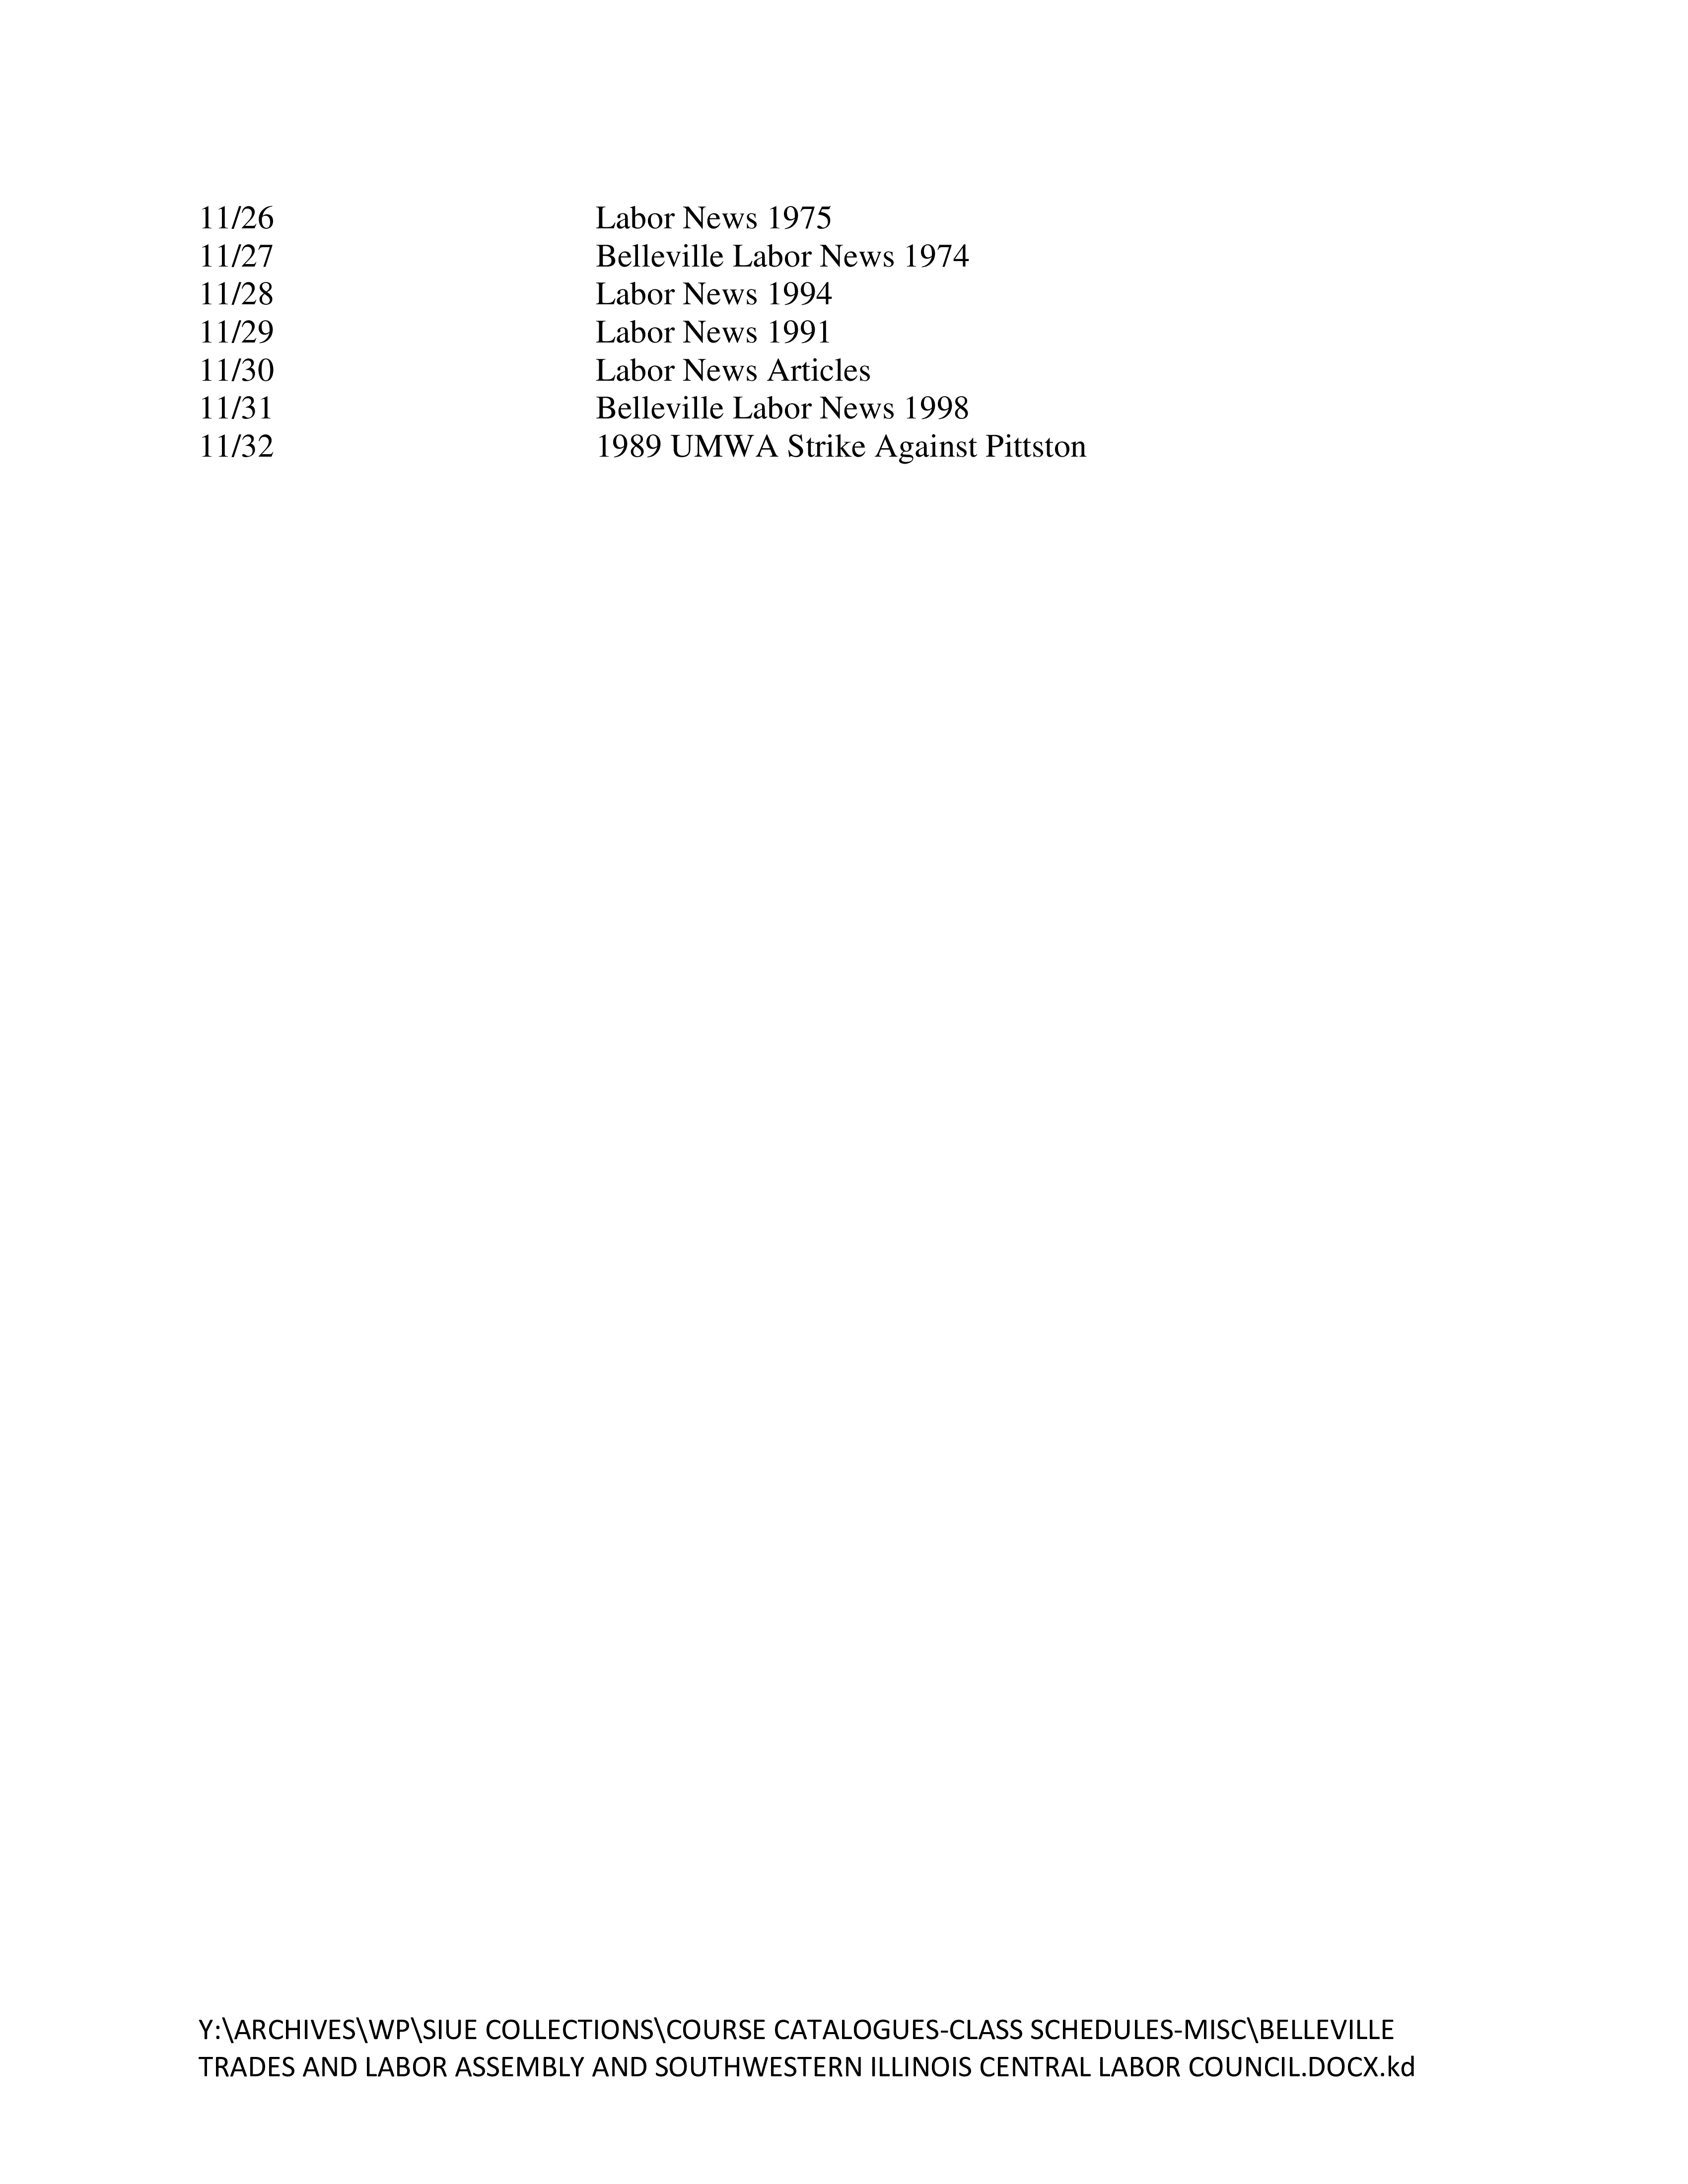 11/26 Labor News 1975
11/27 Belleville Labor News 1974
11/28 Labor News 1994
11/29 Labor News 1991
11/30 Labor News Articles
11/31 Belleville Labor News 1998
11/32 1989 UMWA Strike Against Pittston
Y:\ARCHIVES\WP\SIUE COLLECTIONS\COURSE CATALOGUES-CLASS SCHEDULES-MISC\BELLEVILLE
TRADES AND LABOR ASSEMBLY AND SOUTHWESTERN ILLINOIS CENTRAL LABOR COUNCIL.DOCX.kd